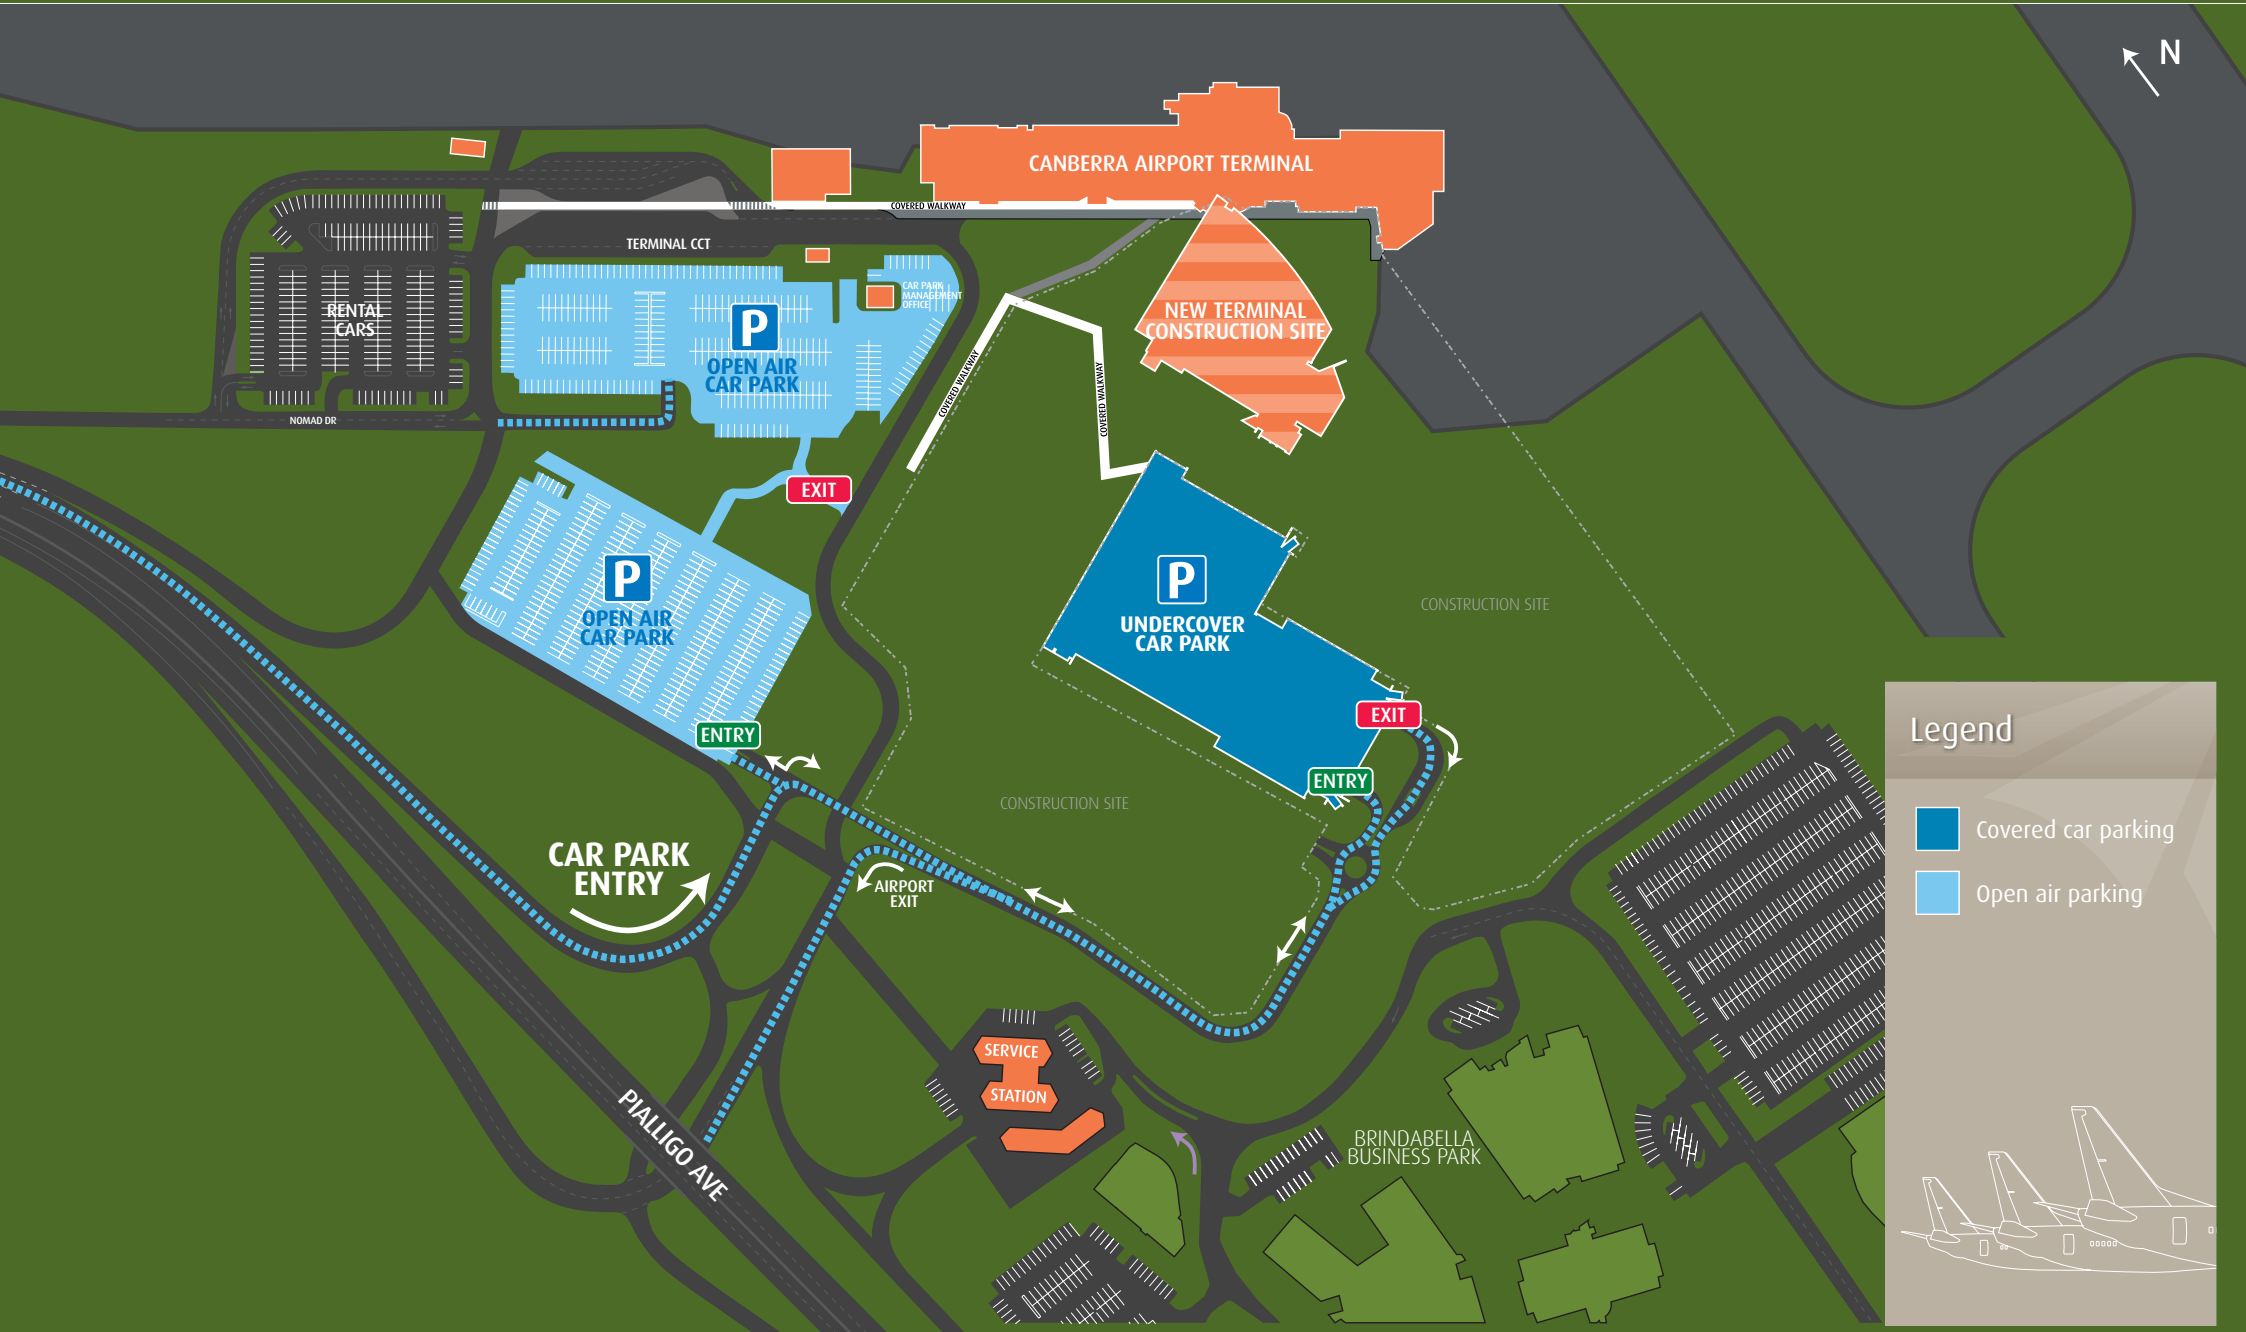 N
CANBERRA AIRPORT TERMINAL
COVERED WALKWAY
TERMINAL CCT
CAR PARK
MANAGEMENT
OFFICE
RENTAL
CARS
P
OPEN AIR
CAR PARK
NEW TERMINAL
CONSTRUCTION SITE
COVERED WALKWAY
COVERED WALKWAY
NOMAD DR
EXIT
P
OPEN AIR
CAR PARK
P
UNDERCOVER
CAR PARK
CONSTRUCTION SITE
EXIT
ENTRY
ENTRY
CONSTRUCTION SITE
CAR PARK
ENTRY
AIRPORT
EXIT
SERVICE
STATION
PIALLIGO AVE
BRINDABELLA
BUSINESS PARK
Legend
Covered car parking
Open air parking